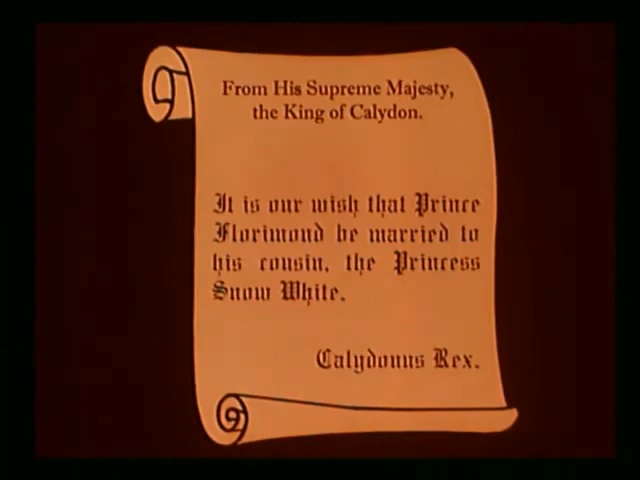 From His Supreme Majesty,
the King of Calydon.
It is our wish that Prince
Florimond be married to
his cousin, the Princess
Snow White.
Calydonus Rex.